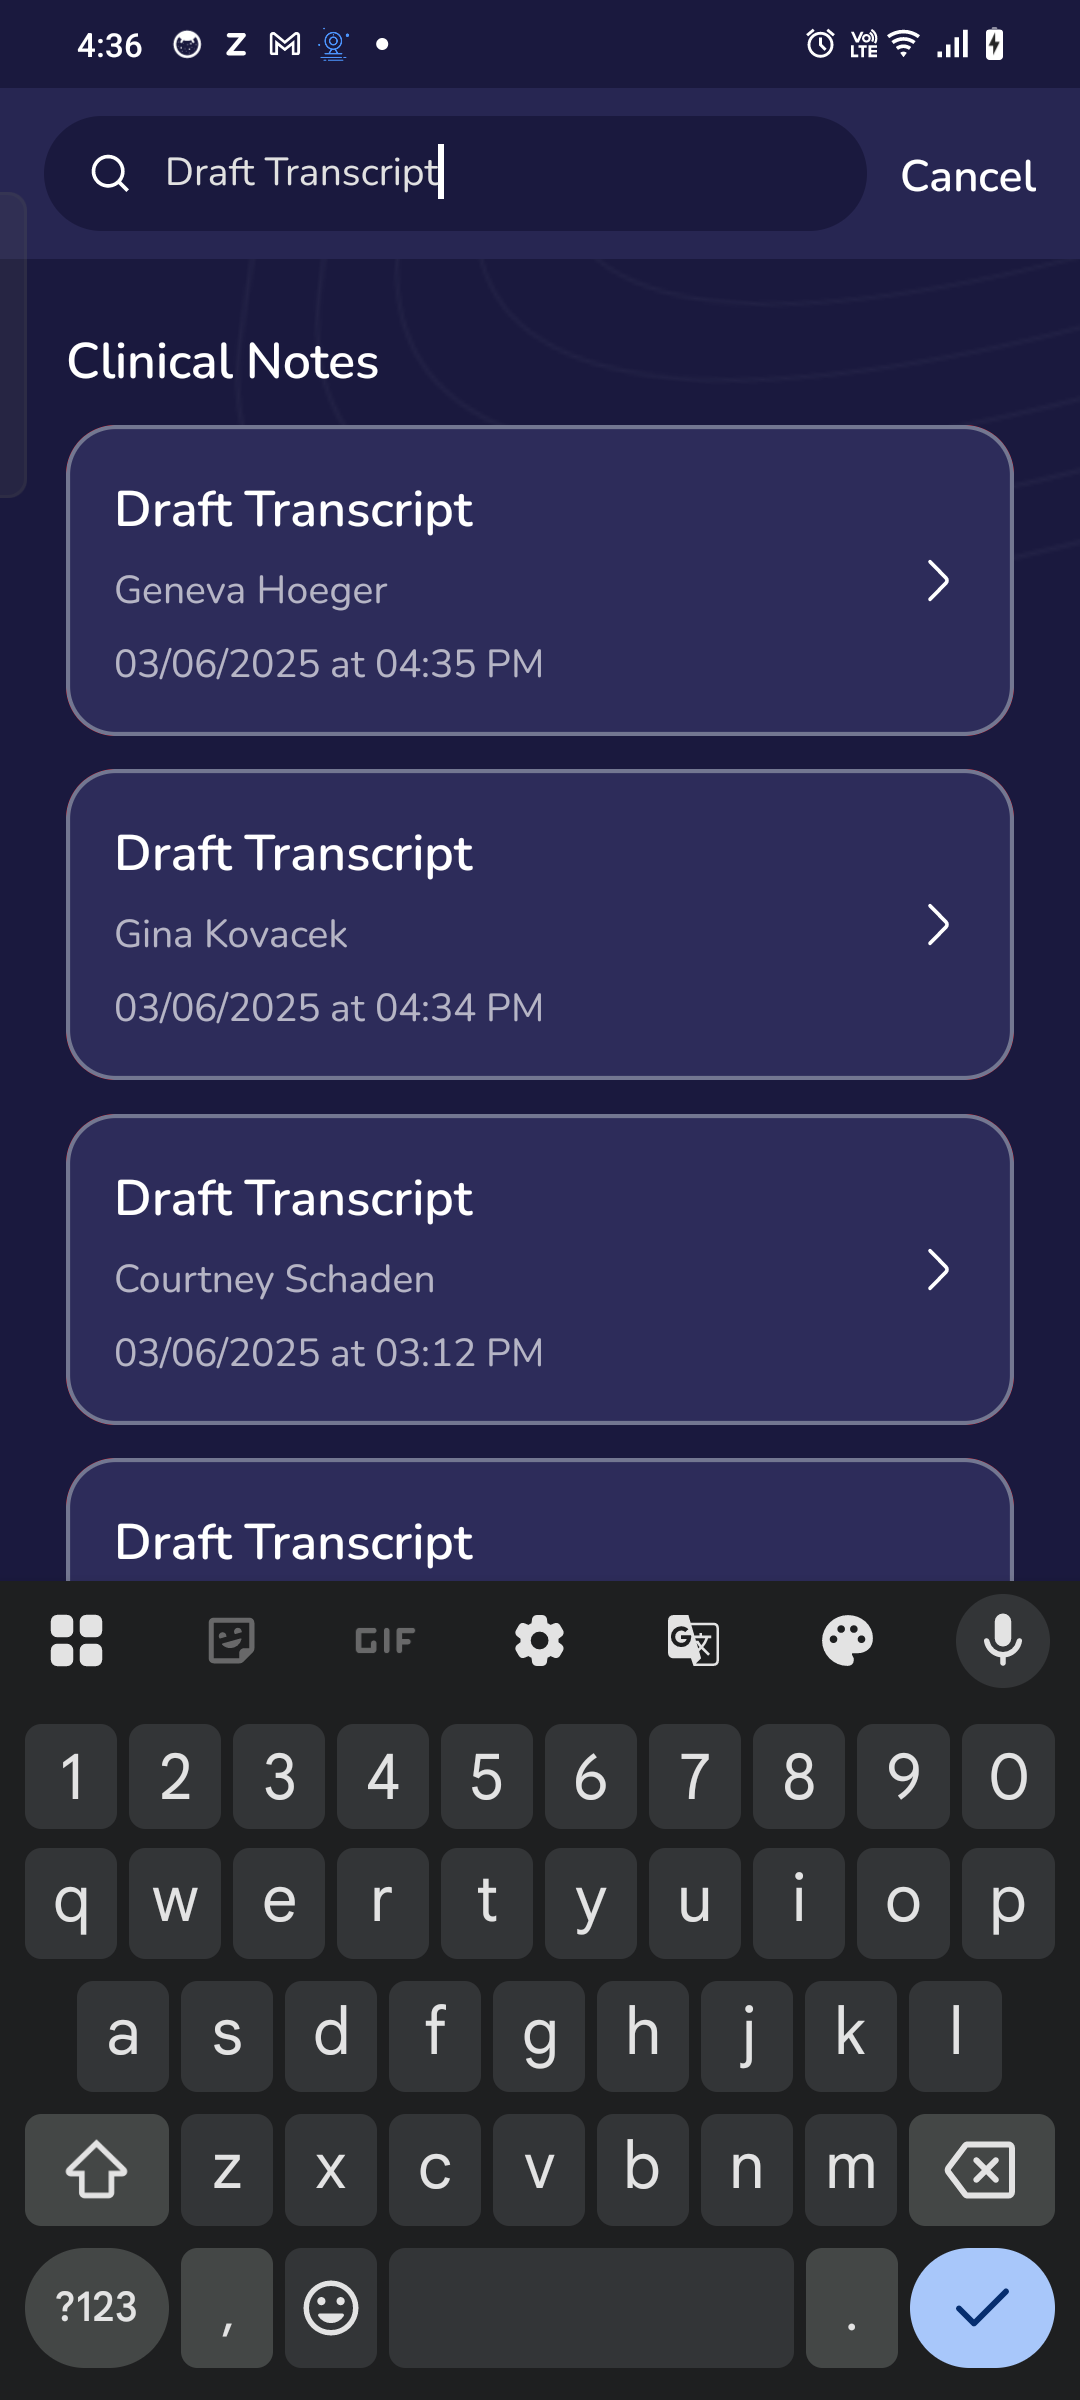 4:36
Draft Transcript
Cancel
Clinical Notes
Draft Transcript
Geneva Hoeger
03/06/2025 at 04:35 PM
Draft Transcript
Gina Kovacek
03/06/2025 at 04:34 PM
Draft Transcript
Courtney Schaden
03/06/2025 at 03:12 PM
Draft Transcript
GIF
1 2 3 4 5 6 7 8 9 0
q w e r t y u i o p
a s d f g h j k l
z x c v b n m
?123 , .